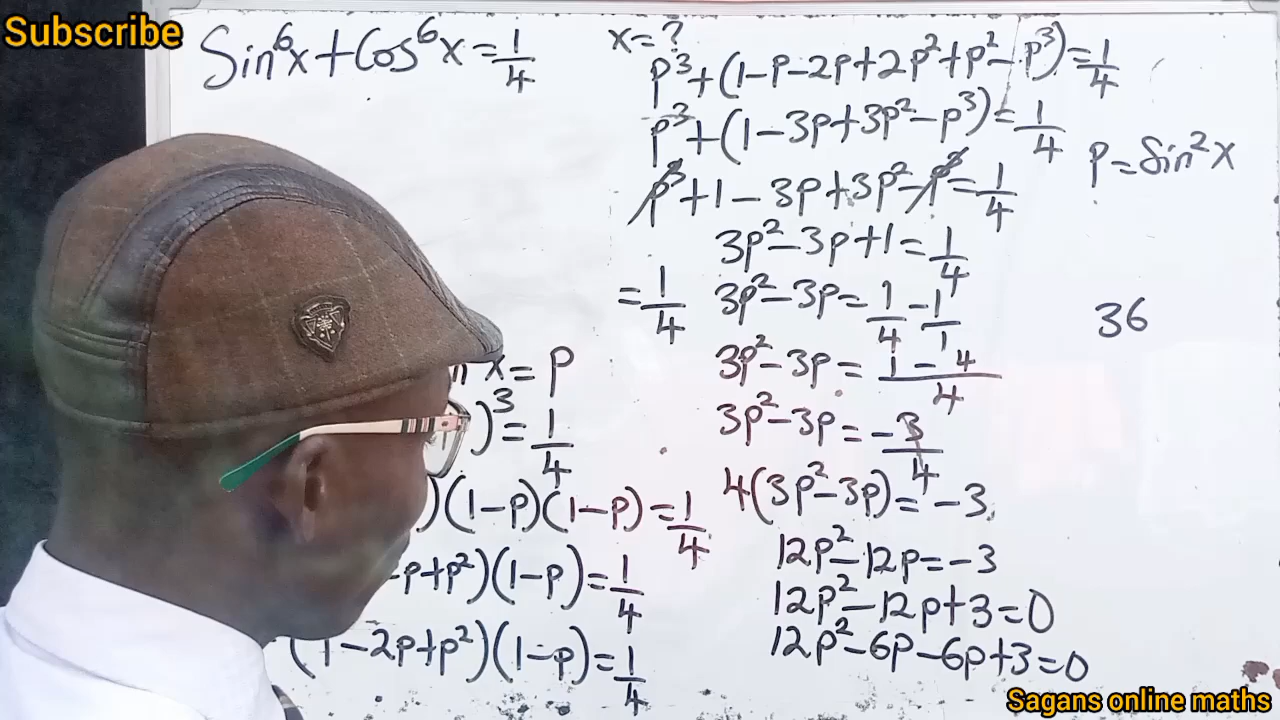 Subscribe
Sin⁶x + Cos⁶x = 1/4
x = ?
= 1/4
x = P
)³ = 1/4
)(1-p)(1-p) = 1/4
-p+p²)(1-p) = 1/4
(1-2p+p²)(1-p) = 1/4
p³+(1-p-2p+2p²+p²-p³) = 1/4
p³+(1-3p+3p²-p³) = 1/4
p³+1-3p+3p²-p³ = 1/4
3p²-3p+1 = 1/4
3p²-3p = 1/4 - 1/1
3p²-3p = (1-4)/4
3p²-3p = -3/4
4(3p²-3p) = -3
12p²-12p = -3
12p²-12p+3 = 0
12p²-6p-6p+3 = 0
P = Sin²x
36
Sagans online maths